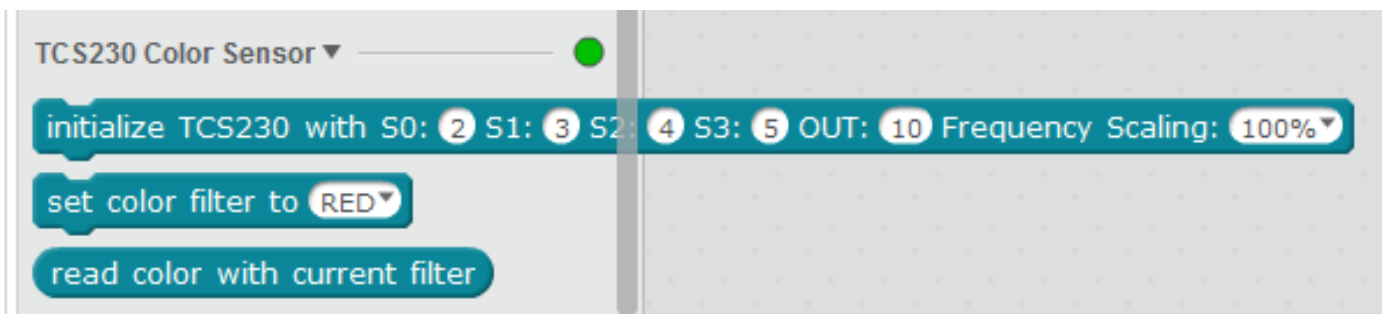 TCS230 Color Sensor
initialize TCS230 with S0: 2 S1: 3 S2: 4 S3: 5 OUT: 10 Frequency Scaling: 100%
set color filter to RED
read color with current filter